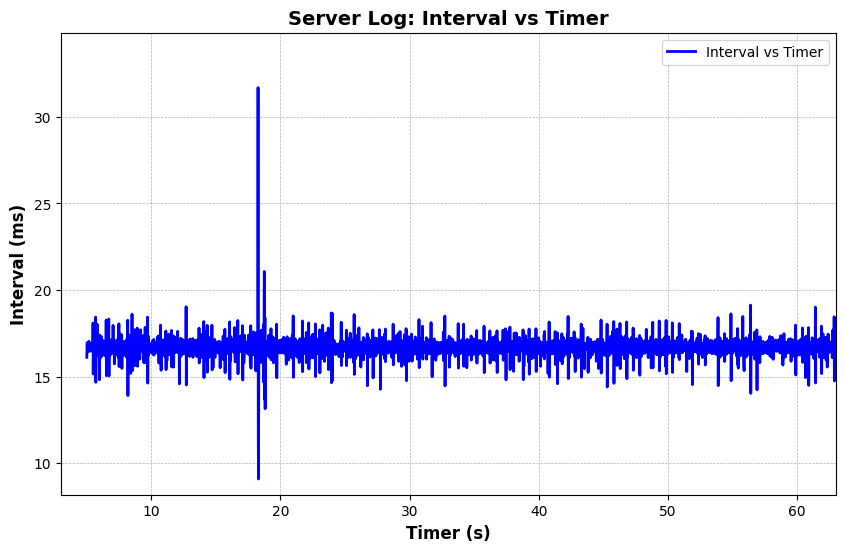 Server Log: Interval vs Timer
Interval vs Timer
30
25
20
15
10
Interval (ms)
10 20 30 40 50 60
Timer (s)